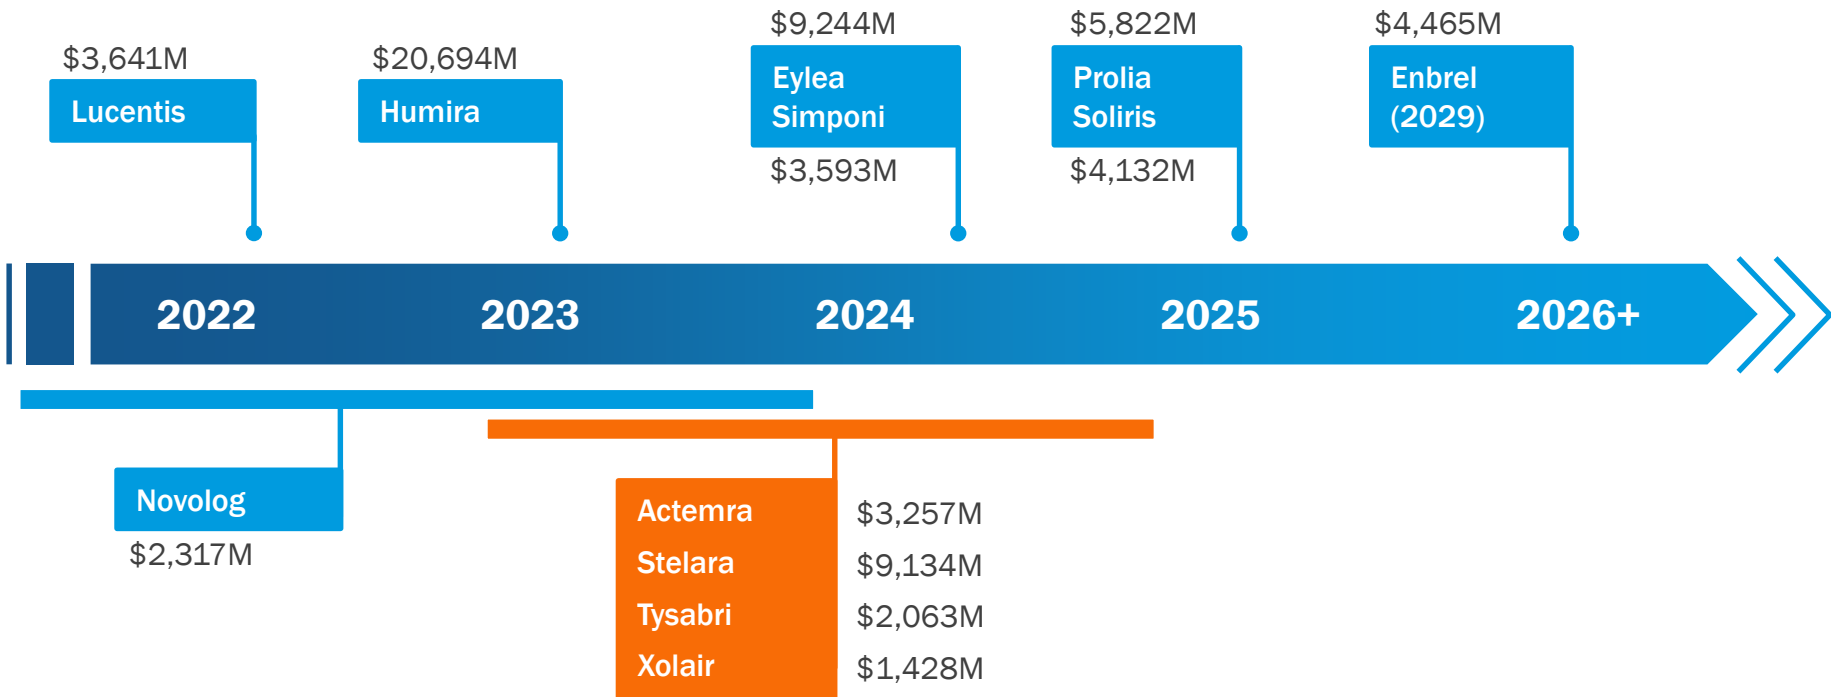 $3,641M
Lucentis
$20,694M
Humira
$9,244M
Eylea
Simponi
$3,593M
$5,822M
Prolia
Soliris
$4,132M
$4,465M
Enbrel
(2029)
2022
2023
2024
2025
2026+
Novolog
$2,317M
Actemra $3,257M
Stelara $9,134M
Tysabri $2,063M
Xolair $1,428M